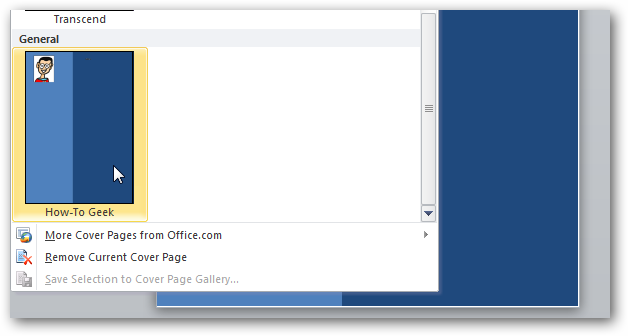 Transcend
General
How-To Geek
More Cover Pages from Office.com
Remove Current Cover Page
Save Selection to Cover Page Gallery...